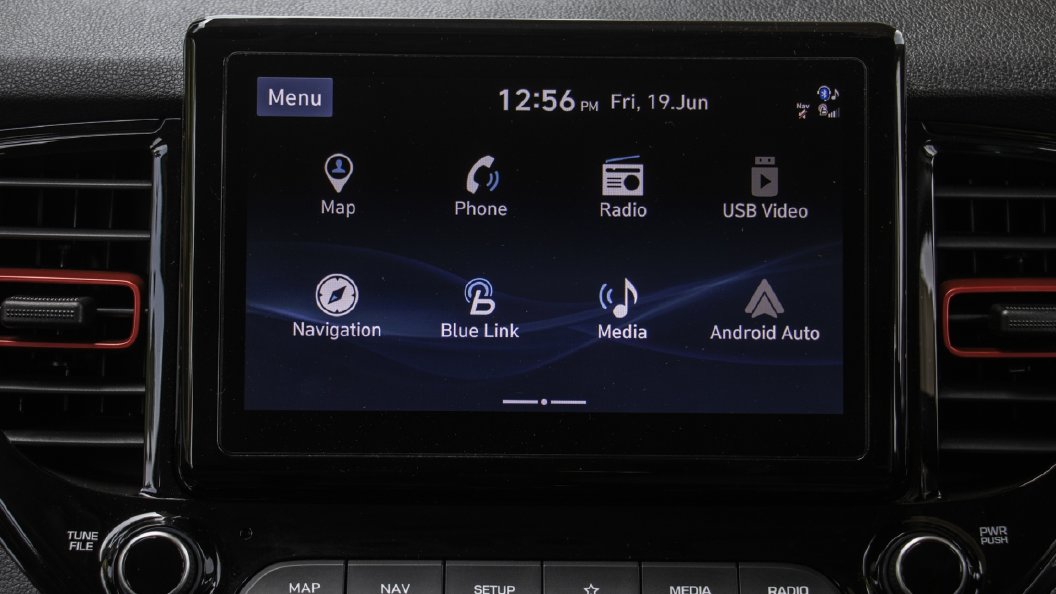 Menu
12:56 PM Fri, 19.Jun
Nav
Map
Phone
Radio
USB Video
Navigation
Blue Link
Media
Android Auto
TUNE
FILE
PWR
PUSH
MAP
NAV
SETUP
MEDIA
RADIO